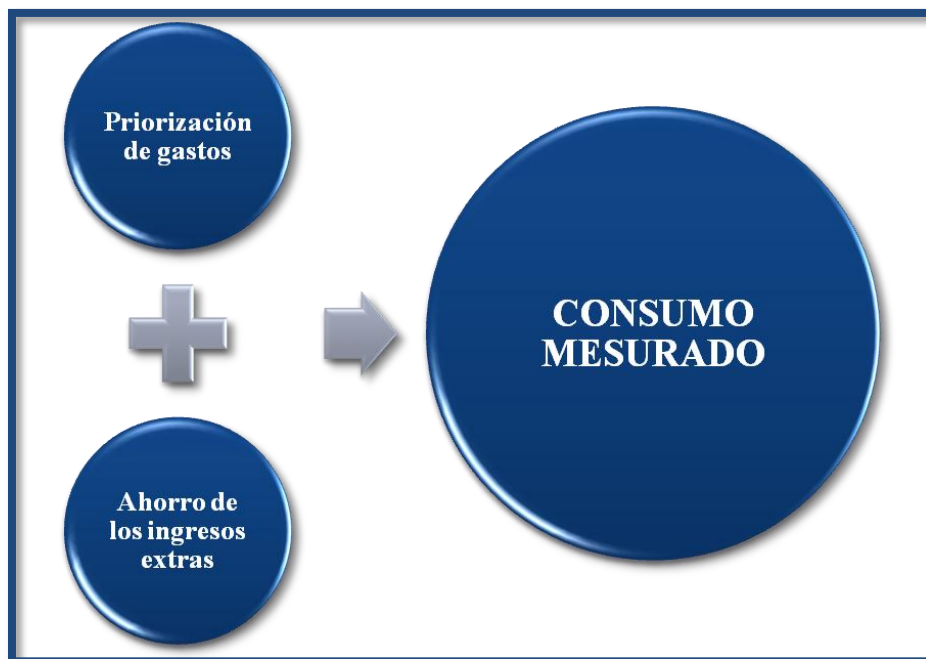 Priorización
de gastos
Ahorro de
los ingresos
extras
CONSUMO
MESURADO